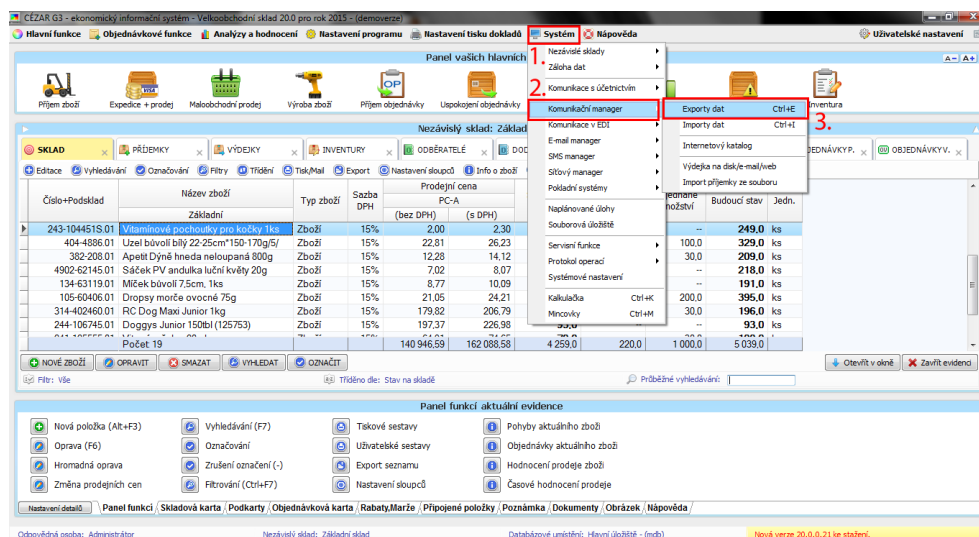 CÉZAR G3 - ekonomický informační systém - Velkoobchodní sklad 20.0 pro rok 2015 - (demoverze)
Hlavní funkce Objednávkové funkce Analýzy a hodnocení Nastavení programu Nastavení tisku dokladů Systém Nápověda Uživatelské nastavení
1.
Panel vašich hlavních
A- A+
Příjem zboží Expedice + prodej Maloobchodní prodej Výroba zboží Příjem objednávky Uspokojení objednávky Inventura
Nezávislé sklady
Záloha dat
2. Komunikace s účetnictvím
Komunikační manager
Komunikace v EDI
E-mail manager
SMS manager
Síťový manager
Pokladní systémy
Naplánované úlohy
Souborová úložiště
Servisní funkce
Protokol operací
Systémové nastavení
Kalkulačka Ctrl+K
Mincovky Ctrl+M
Exporty dat Ctrl+E
3.
Importy dat Ctrl+I
Internetový katalog
Výdejka na disk/e-mail/web
Import příjemky ze souboru
Nezávislý sklad: Základ
SKLAD PŘÍJEMKY VÝDEJKY INVENTURY ODBĚRATELÉ DOD JEDNÁVKYP. OBJEDNÁVKYV.
Editace Vyhledávání Označování Filtry Třídění Tisk/Mail Export Nastavení sloupců Info o zboží
Číslo+Podsklad Název zboží Typ zboží Sazba DPH Prodejní cena Budoucí stav Jedn.
PC-A
Základní (bez DPH) (s DPH)
243-104451S.01 Vitamínové pochoutky pro kočky 1ks Zboží 15% 2,00 2,30 -- 249,0 ks
404-4886.01 Uzel búvolí bílý 22-25cm*150-170g/5/ Zboží 15% 22,81 26,23 100,0 329,0 ks
382-208.01 Apetit Dýně hneda neloupaná 800g Zboží 15% 12,28 14,12 30,0 209,0 ks
4902-62145.01 Sáček PV andulka luční květy 20g Zboží 15% 7,02 8,07 -- 218,0 ks
134-63119.01 Míček búvolí 7,5cm, 1ks Zboží 15% 8,77 10,09 -- 191,0 ks
105-60406.01 Dropsy morče ovocné 75g Zboží 15% 21,05 24,21 200,0 395,0 ks
314-402460.01 RC Dog Maxi Junior 1kg Zboží 15% 179,82 206,79 30,0 196,0 ks
244-106745.01 Doggys Junior 150tbl (125753) Zboží 15% 197,37 226,98 93,0 -- -- 93,0 ks
Počet 19 140 946,59 162 088,58 4 259,0 220,0 1 000,0 5 039,0
NOVÉ ZBOŽÍ OPRAVIT SMAZAT VYHLEDAT OZNAČIT Otevřít v okně Zavřít evidenci
Filtr: Vše Tříděno dle: Stav na skladě Průběžné vyhledávání:
Panel funkcí aktuální evidence
Nová položka (Alt+F3) Vyhledávání (F7) Tiskové sestavy Pohyby aktuálního zboží
Oprava (F6) Označování Uživatelské sestavy Objednávky aktuálního zboží
Hromadná oprava Zrušení označení (-) Export seznamu Hodnocení prodeje zboží
Změna prodejních cen Filtrování (Ctrl+F7) Nastavení sloupců Časové hodnocení prodeje
Nastavení detailů Panel funkcí Skladová karta Podkarty Objednávková karta Rabaty,Marže Připojené položky Poznámka Dokumenty Obrázek Nápověda
Odpovědná osoba: Administrátor Nezávislý sklad: Základní sklad Databázové umístění: Hlavní úložiště - (mdb) Nová verze 20.0.0.21 ke stažení.